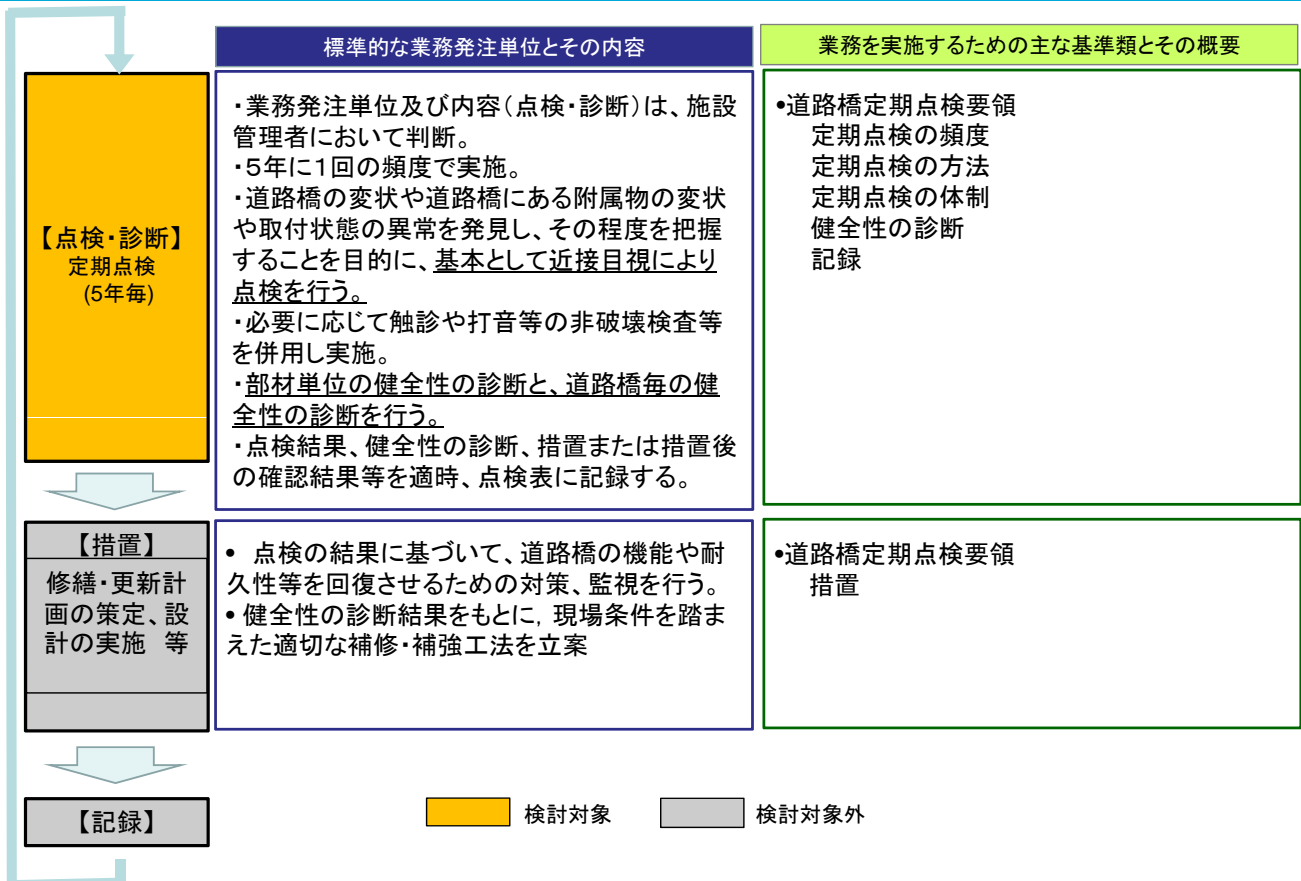 標準的な業務発注単位とその内容
業務を実施するための主な基準類とその概要
【点検・診断】
定期点検
(5年毎)
・業務発注単位及び内容(点検・診断)は、施設
管理者において判断。
・5年に1回の頻度で実施。
・道路橋の変状や道路橋にある附属物の変状
や取付状態の異常を発見し、その程度を把握
することを目的に、基本として近接目視により
点検を行う。
・必要に応じて触診や打音等の非破壊検査等
を併用し実施。
・部材単位の健全性の診断と、道路橋毎の健
全性の診断を行う。
・点検結果、健全性の診断、措置または措置後
の確認結果等を適時、点検表に記録する。
•道路橋定期点検要領
定期点検の頻度
定期点検の方法
定期点検の体制
健全性の診断
記録
【措置】
修繕・更新計
画の策定、設
計の実施 等
• 点検の結果に基づいて、道路橋の機能や耐
久性等を回復させるための対策、監視を行う。
• 健全性の診断結果をもとに, 現場条件を踏ま
えた適切な補修・補強工法を立案
•道路橋定期点検要領
措置
【記録】
検討対象
検討対象外